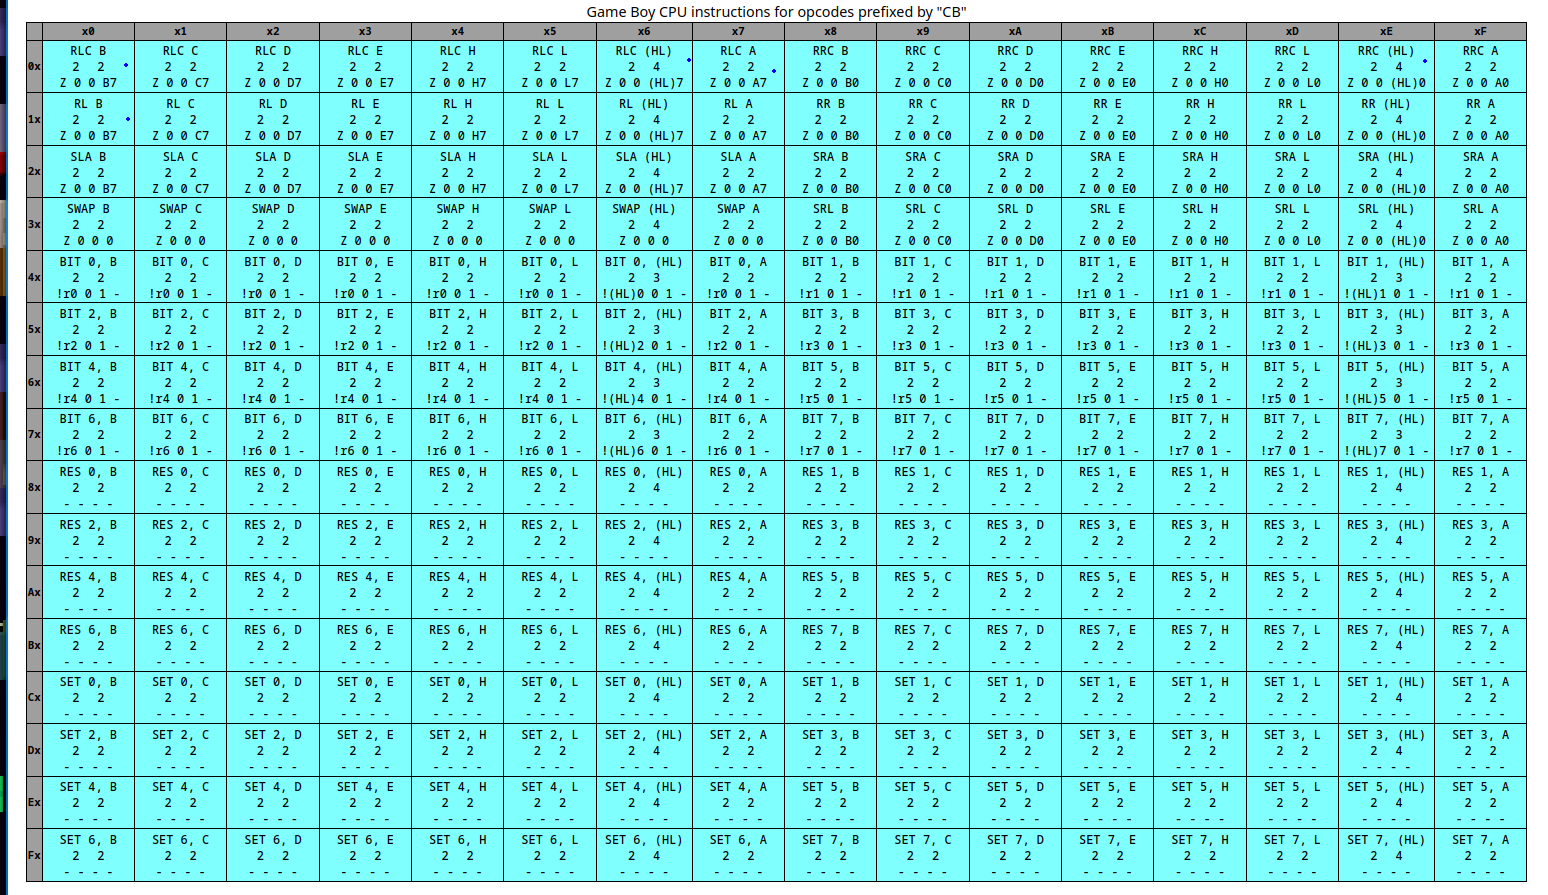 Game Boy CPU instructions for opcodes prefixed by "CB"
x0 x1 x2 x3 x4 x5 x6 x7 x8 x9 xA xB xC xD xE xF
RLC B RLC C RLC D RLC E RLC H RLC L RLC (HL) RLC A RRC B RRC C RRC D RRC E RRC H RRC L RRC (HL) RRC A
0x 2 2 2 2 2 2 2 2 2 2 2 2 2 4 2 2 2 2 2 2 2 2 2 2 2 2 2 2 2 4 2 2
Z 0 0 B7 Z 0 0 C7 Z 0 0 D7 Z 0 0 E7 Z 0 0 H7 Z 0 0 L7 Z 0 0 (HL)7 Z 0 0 A7 Z 0 0 B0 Z 0 0 C0 Z 0 0 D0 Z 0 0 E0 Z 0 0 H0 Z 0 0 L0 Z 0 0 (HL)0 Z 0 0 A0
RL B RL C RL D RL E RL H RL L RL (HL) RL A RR B RR C RR D RR E RR H RR L RR (HL) RR A
1x 2 2 2 2 2 2 2 2 2 2 2 2 2 4 2 2 2 2 2 2 2 2 2 2 2 2 2 2 2 4 2 2
Z 0 0 B7 Z 0 0 C7 Z 0 0 D7 Z 0 0 E7 Z 0 0 H7 Z 0 0 L7 Z 0 0 (HL)7 Z 0 0 A7 Z 0 0 B0 Z 0 0 C0 Z 0 0 D0 Z 0 0 E0 Z 0 0 H0 Z 0 0 L0 Z 0 0 (HL)0 Z 0 0 A0
SLA B SLA C SLA D SLA E SLA H SLA L SLA (HL) SLA A SRA B SRA C SRA D SRA E SRA H SRA L SRA (HL) SRA A
2x 2 2 2 2 2 2 2 2 2 2 2 2 2 4 2 2 2 2 2 2 2 2 2 2 2 2 2 2 2 4 2 2
Z 0 0 B7 Z 0 0 C7 Z 0 0 D7 Z 0 0 E7 Z 0 0 H7 Z 0 0 L7 Z 0 0 (HL)7 Z 0 0 A7 Z 0 0 B0 Z 0 0 C0 Z 0 0 D0 Z 0 0 E0 Z 0 0 H0 Z 0 0 L0 Z 0 0 (HL)0 Z 0 0 A0
SWAP B SWAP C SWAP D SWAP E SWAP H SWAP L SWAP (HL) SWAP A SRL B SRL C SRL D SRL E SRL H SRL L SRL (HL) SRL A
3x 2 2 2 2 2 2 2 2 2 2 2 2 2 4 2 2 2 2 2 2 2 2 2 2 2 2 2 2 2 4 2 2
Z 0 0 0 Z 0 0 0 Z 0 0 0 Z 0 0 0 Z 0 0 0 Z 0 0 0 Z 0 0 0 Z 0 0 0 Z 0 0 B0 Z 0 0 C0 Z 0 0 D0 Z 0 0 E0 Z 0 0 H0 Z 0 0 L0 Z 0 0 (HL)0 Z 0 0 A0
BIT 0, B BIT 0, C BIT 0, D BIT 0, E BIT 0, H BIT 0, L BIT 0, (HL) BIT 0, A BIT 1, B BIT 1, C BIT 1, D BIT 1, E BIT 1, H BIT 1, L BIT 1, (HL) BIT 1, A
4x 2 2 2 2 2 2 2 2 2 2 2 2 2 3 2 2 2 2 2 2 2 2 2 2 2 2 2 2 2 3 2 2
!r0 0 1 - !r0 0 1 - !r0 0 1 - !r0 0 1 - !r0 0 1 - !r0 0 1 - !(HL)0 0 1 - !r0 0 1 - !r1 0 1 - !r1 0 1 - !r1 0 1 - !r1 0 1 - !r1 0 1 - !r1 0 1 - !(HL)1 0 1 - !r1 0 1 -
BIT 2, B BIT 2, C BIT 2, D BIT 2, E BIT 2, H BIT 2, L BIT 2, (HL) BIT 2, A BIT 3, B BIT 3, C BIT 3, D BIT 3, E BIT 3, H BIT 3, L BIT 3, (HL) BIT 3, A
5x 2 2 2 2 2 2 2 2 2 2 2 2 2 3 2 2 2 2 2 2 2 2 2 2 2 2 2 2 2 3 2 2
!r2 0 1 - !r2 0 1 - !r2 0 1 - !r2 0 1 - !r2 0 1 - !r2 0 1 - !(HL)2 0 1 - !r2 0 1 - !r3 0 1 - !r3 0 1 - !r3 0 1 - !r3 0 1 - !r3 0 1 - !r3 0 1 - !(HL)3 0 1 - !r3 0 1 -
BIT 4, B BIT 4, C BIT 4, D BIT 4, E BIT 4, H BIT 4, L BIT 4, (HL) BIT 4, A BIT 5, B BIT 5, C BIT 5, D BIT 5, E BIT 5, H BIT 5, L BIT 5, (HL) BIT 5, A
6x 2 2 2 2 2 2 2 2 2 2 2 2 2 3 2 2 2 2 2 2 2 2 2 2 2 2 2 2 2 3 2 2
!r4 0 1 - !r4 0 1 - !r4 0 1 - !r4 0 1 - !r4 0 1 - !r4 0 1 - !(HL)4 0 1 - !r4 0 1 - !r5 0 1 - !r5 0 1 - !r5 0 1 - !r5 0 1 - !r5 0 1 - !r5 0 1 - !(HL)5 0 1 - !r5 0 1 -
BIT 6, B BIT 6, C BIT 6, D BIT 6, E BIT 6, H BIT 6, L BIT 6, (HL) BIT 6, A BIT 7, B BIT 7, C BIT 7, D BIT 7, E BIT 7, H BIT 7, L BIT 7, (HL) BIT 7, A
7x 2 2 2 2 2 2 2 2 2 2 2 2 2 3 2 2 2 2 2 2 2 2 2 2 2 2 2 2 2 3 2 2
!r6 0 1 - !r6 0 1 - !r6 0 1 - !r6 0 1 - !r6 0 1 - !r6 0 1 - !(HL)6 0 1 - !r6 0 1 - !r7 0 1 - !r7 0 1 - !r7 0 1 - !r7 0 1 - !r7 0 1 - !r7 0 1 - !(HL)7 0 1 - !r7 0 1 -
RES 0, B RES 0, C RES 0, D RES 0, E RES 0, H RES 0, L RES 0, (HL) RES 0, A RES 1, B RES 1, C RES 1, D RES 1, E RES 1, H RES 1, L RES 1, (HL) RES 1, A
8x 2 2 2 2 2 2 2 2 2 2 2 2 2 4 2 2 2 2 2 2 2 2 2 2 2 2 2 2 2 4 2 2
- - - - - - - - - - - - - - - - - - - - - - - - - - - - - - - - - - - - - - - - - - - - - - - - - - - - - - - - - - - - - - - -
RES 2, B RES 2, C RES 2, D RES 2, E RES 2, H RES 2, L RES 2, (HL) RES 2, A RES 3, B RES 3, C RES 3, D RES 3, E RES 3, H RES 3, L RES 3, (HL) RES 3, A
9x 2 2 2 2 2 2 2 2 2 2 2 2 2 4 2 2 2 2 2 2 2 2 2 2 2 2 2 2 2 4 2 2
- - - - - - - - - - - - - - - - - - - - - - - - - - - - - - - - - - - - - - - - - - - - - - - - - - - - - - - - - - - - - - - -
RES 4, B RES 4, C RES 4, D RES 4, E RES 4, H RES 4, L RES 4, (HL) RES 4, A RES 5, B RES 5, C RES 5, D RES 5, E RES 5, H RES 5, L RES 5, (HL) RES 5, A
Ax 2 2 2 2 2 2 2 2 2 2 2 2 2 4 2 2 2 2 2 2 2 2 2 2 2 2 2 2 2 4 2 2
- - - - - - - - - - - - - - - - - - - - - - - - - - - - - - - - - - - - - - - - - - - - - - - - - - - - - - - - - - - - - - - -
RES 6, B RES 6, C RES 6, D RES 6, E RES 6, H RES 6, L RES 6, (HL) RES 6, A RES 7, B RES 7, C RES 7, D RES 7, E RES 7, H RES 7, L RES 7, (HL) RES 7, A
Bx 2 2 2 2 2 2 2 2 2 2 2 2 2 4 2 2 2 2 2 2 2 2 2 2 2 2 2 2 2 4 2 2
- - - - - - - - - - - - - - - - - - - - - - - - - - - - - - - - - - - - - - - - - - - - - - - - - - - - - - - - - - - - - - - -
SET 0, B SET 0, C SET 0, D SET 0, E SET 0, H SET 0, L SET 0, (HL) SET 0, A SET 1, B SET 1, C SET 1, D SET 1, E SET 1, H SET 1, L SET 1, (HL) SET 1, A
Cx 2 2 2 2 2 2 2 2 2 2 2 2 2 4 2 2 2 2 2 2 2 2 2 2 2 2 2 2 2 4 2 2
- - - - - - - - - - - - - - - - - - - - - - - - - - - - - - - - - - - - - - - - - - - - - - - - - - - - - - - - - - - - - - - -
SET 2, B SET 2, C SET 2, D SET 2, E SET 2, H SET 2, L SET 2, (HL) SET 2, A SET 3, B SET 3, C SET 3, D SET 3, E SET 3, H SET 3, L SET 3, (HL) SET 3, A
Dx 2 2 2 2 2 2 2 2 2 2 2 2 2 4 2 2 2 2 2 2 2 2 2 2 2 2 2 2 2 4 2 2
- - - - - - - - - - - - - - - - - - - - - - - - - - - - - - - - - - - - - - - - - - - - - - - - - - - - - - - - - - - - - - - -
SET 4, B SET 4, C SET 4, D SET 4, E SET 4, H SET 4, L SET 4, (HL) SET 4, A SET 5, B SET 5, C SET 5, D SET 5, E SET 5, H SET 5, L SET 5, (HL) SET 5, A
Ex 2 2 2 2 2 2 2 2 2 2 2 2 2 4 2 2 2 2 2 2 2 2 2 2 2 2 2 2 2 4 2 2
- - - - - - - - - - - - - - - - - - - - - - - - - - - - - - - - - - - - - - - - - - - - - - - - - - - - - - - - - - - - - - - -
SET 6, B SET 6, C SET 6, D SET 6, E SET 6, H SET 6, L SET 6, (HL) SET 6, A SET 7, B SET 7, C SET 7, D SET 7, E SET 7, H SET 7, L SET 7, (HL) SET 7, A
Fx 2 2 2 2 2 2 2 2 2 2 2 2 2 4 2 2 2 2 2 2 2 2 2 2 2 2 2 2 2 4 2 2
- - - - - - - - - - - - - - - - - - - - - - - - - - - - - - - - - - - - - - - - - - - - - - - - - - - - - - - - - - - - - - - -